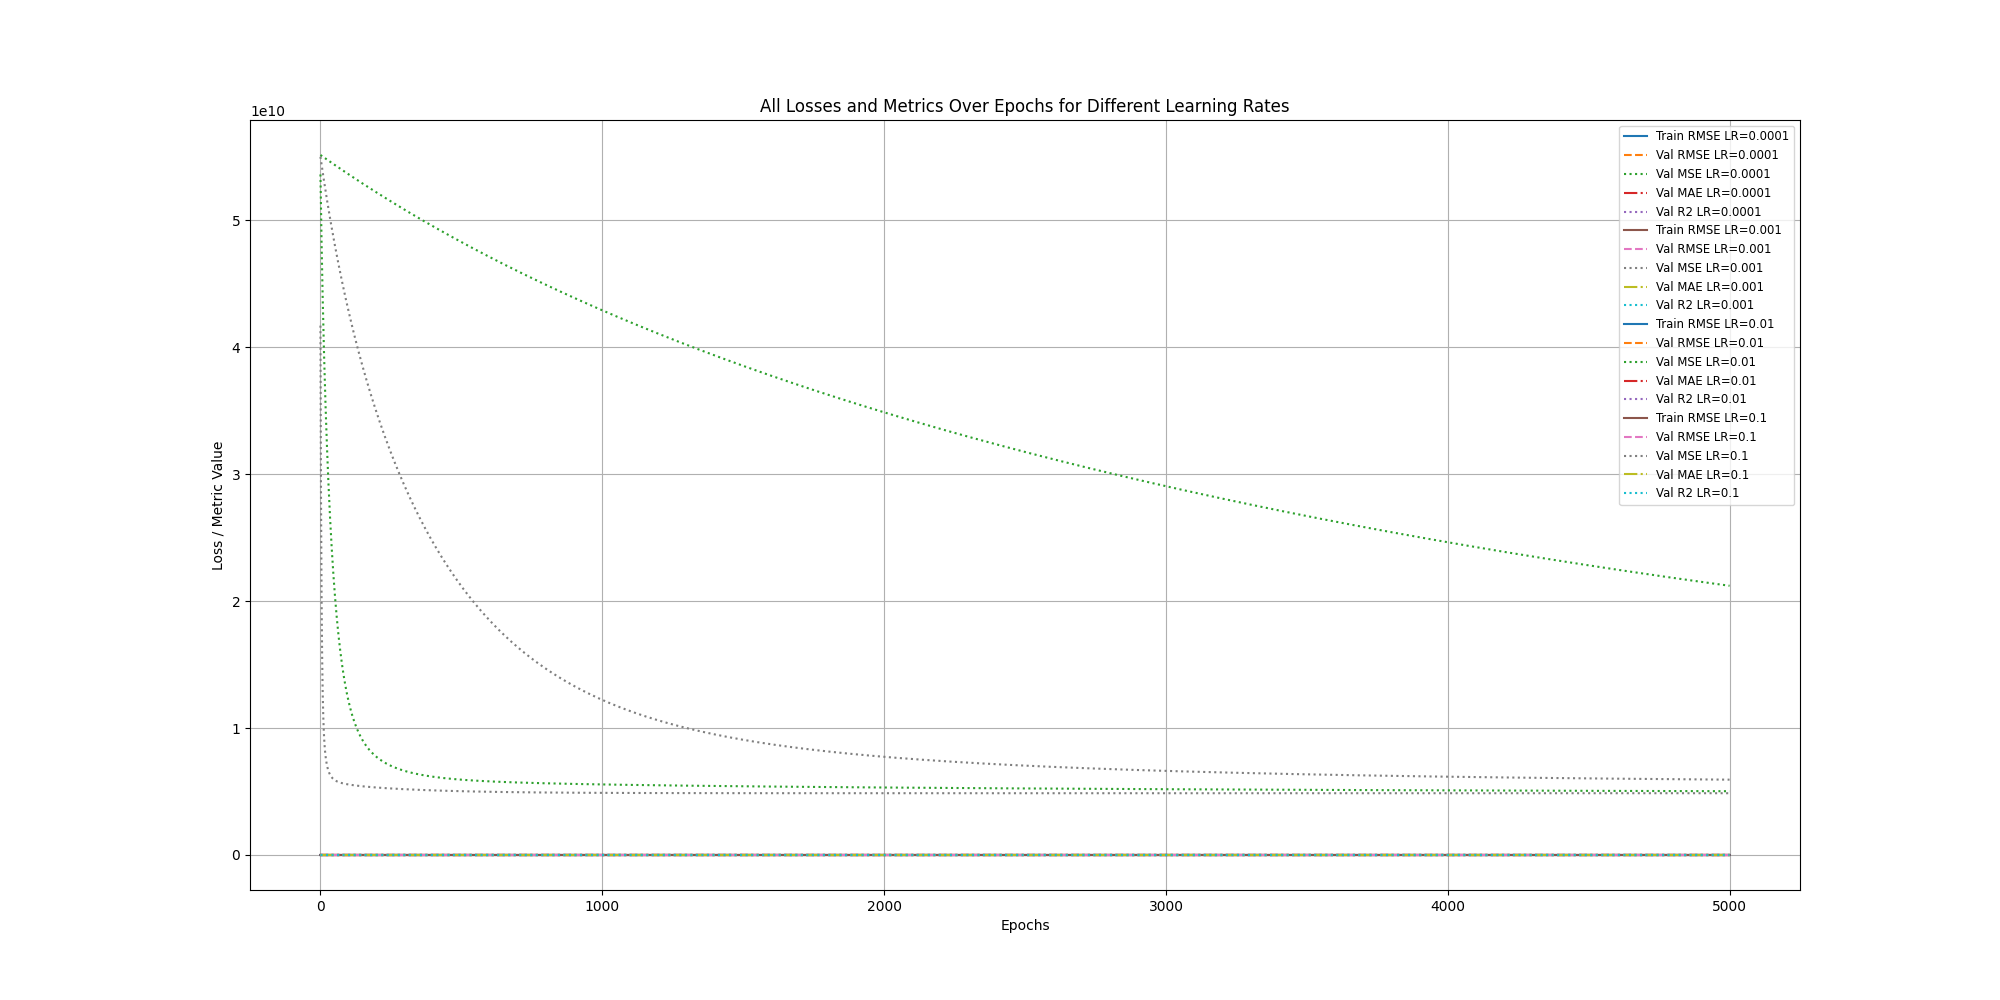 All Losses and Metrics Over Epochs for Different Learning Rates
1e10
Train RMSE LR=0.0001
Val RMSE LR=0.0001
Val MSE LR=0.0001
Val MAE LR=0.0001
Val R2 LR=0.0001
Train RMSE LR=0.001
Val RMSE LR=0.001
Val MSE LR=0.001
Val MAE LR=0.001
Val R2 LR=0.001
Train RMSE LR=0.01
Val RMSE LR=0.01
Val MSE LR=0.01
Val MAE LR=0.01
Val R2 LR=0.01
Train RMSE LR=0.1
Val RMSE LR=0.1
Val MSE LR=0.1
Val MAE LR=0.1
Val R2 LR=0.1
5
4
3
2
1
0
Loss / Metric Value
0 1000 2000 3000 4000 5000
Epochs